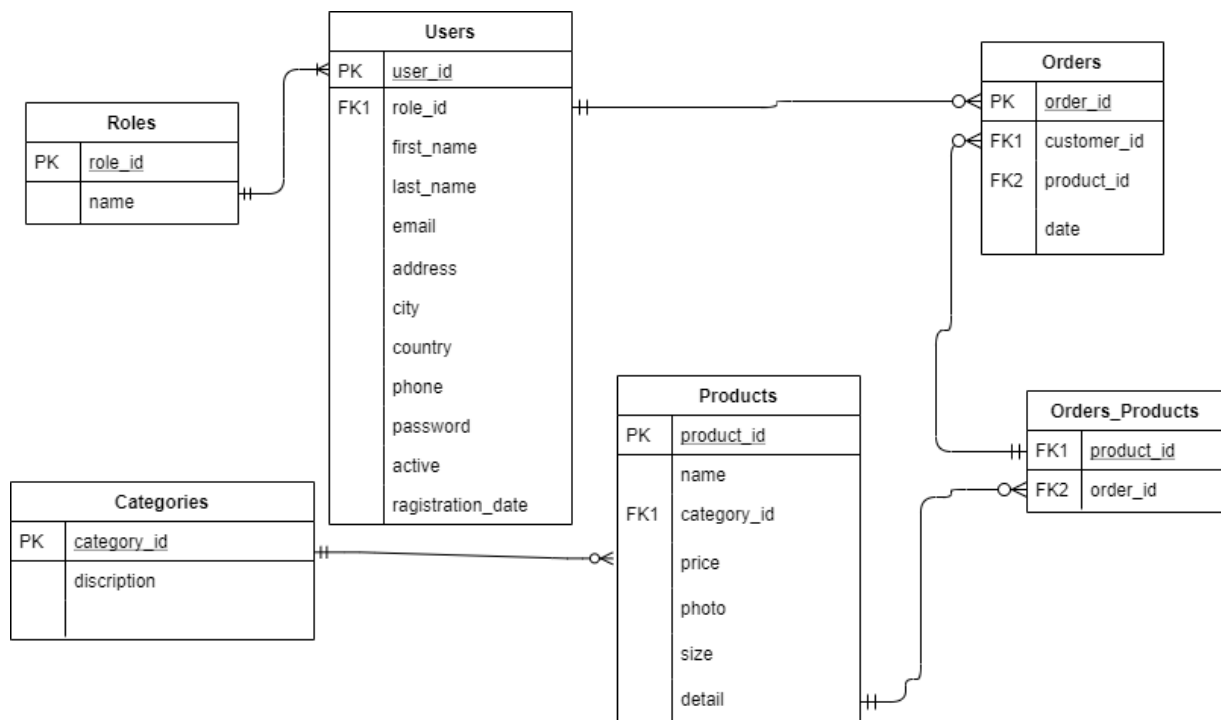 Users
PK user_id
FK1 role_id
first_name
last_name
email
address
city
country
phone
password
active
ragistration_date
Orders
PK order_id
FK1 customer_id
FK2 product_id
date
Roles
PK role_id
name
Products
PK product_id
name
FK1 category_id
price
photo
size
detail
Orders_Products
FK1 product_id
FK2 order_id
Categories
PK category_id
discription